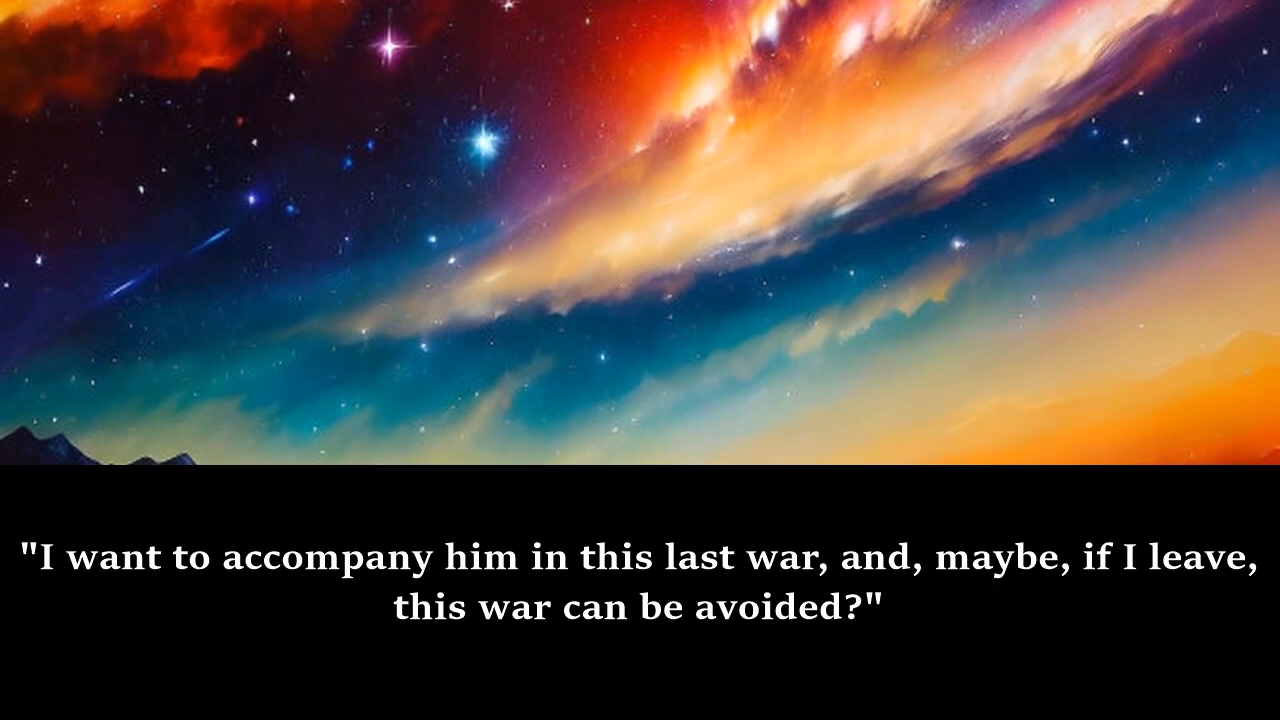 "I want to accompany him in this last war, and, maybe, if I leave,
this war can be avoided?"